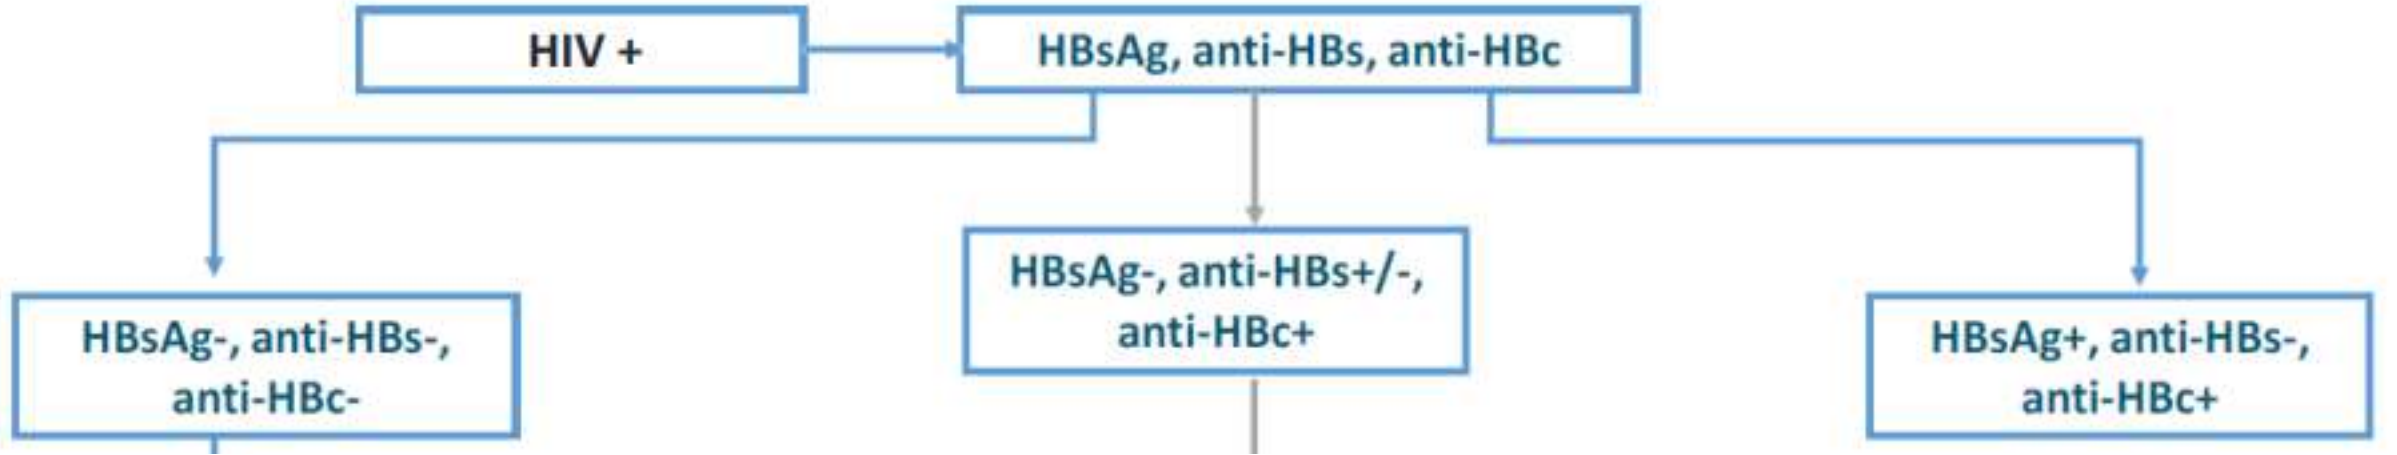 HIV +
HBsAg, anti-HBs, anti-HBc
HBsAg-, anti-HBs-,
anti-HBc-
HBsAg-, anti-HBs+/-,
anti-HBc+
HBsAg+, anti-HBs-,
anti-HBc+